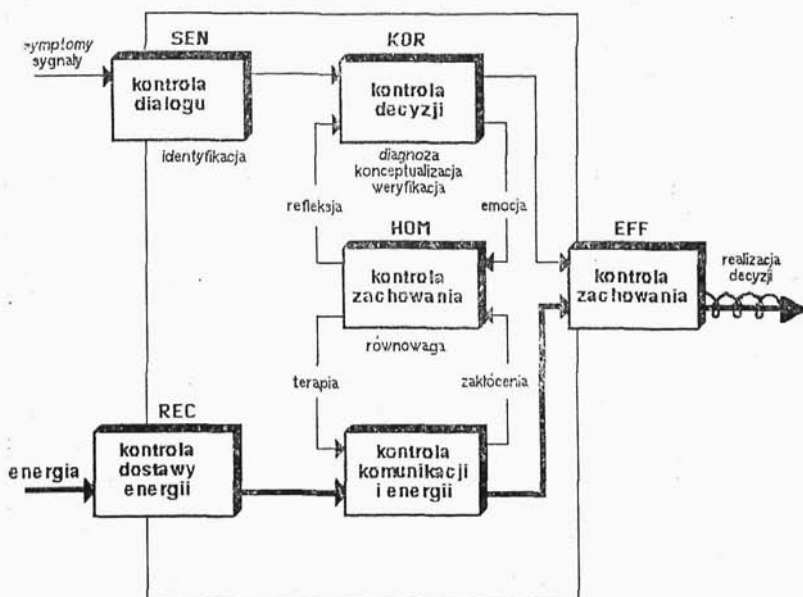 symptomy
sygnały
SEN
kontrola
dialogu
identyfikacja
KOR
kontrola
decyzji
diagnoza
konceptualizacja
weryfikacja
refleksja
emocja
HOM
kontrola
zachowania
równowaga
EFF
kontrola
zachowania
realizacja
decyzji
terapia
zakłócenia
REC
kontrola
dostawy
energii
energia
kontrola
komunikacji
i energii